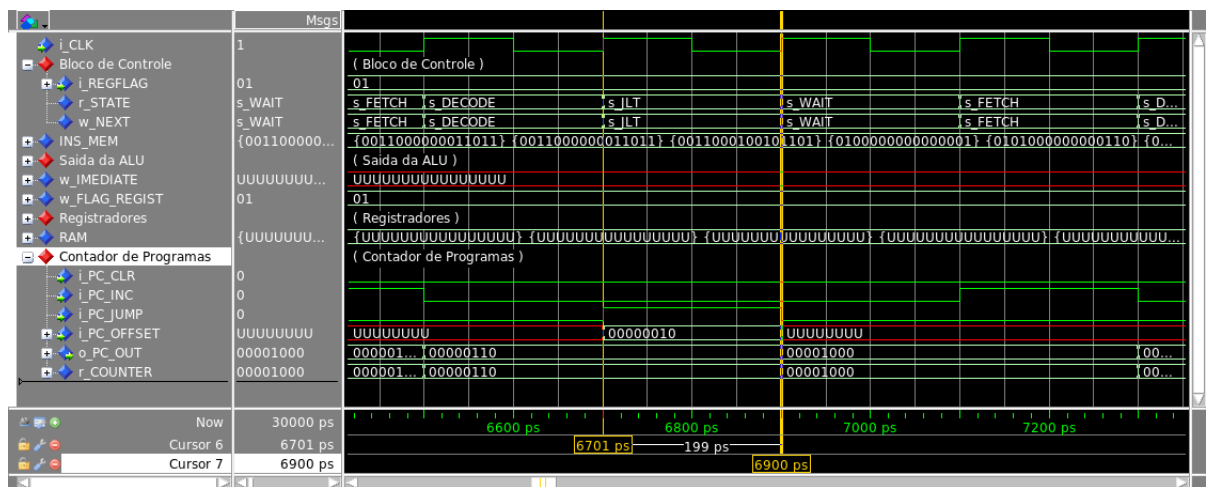 Msgs
i_CLK 1
Bloco de Controle ( Bloco de Controle )
i_REGFLAG 01 01
r_STATE s_WAIT s_FETCH s_DECODE s_JLT s_WAIT s_FETCH s_D...
w_NEXT s_WAIT s_FETCH s_DECODE s_JLT s_WAIT s_FETCH s_D...
INS_MEM {001100000... {0011000000011011} {0011000000011011} {0011000100101101} {0100000000000001} {0101000000000110} {0...
Saida da ALU ( Saida da ALU )
w_IMEDIATE UUUUUUUU... UUUUUUUUUUUUUUUU
w_FLAG_REGIST 01 01
Registradores ( Registradores )
RAM {UUUUUUU... {UUUUUUUUUUUUUUUU} {UUUUUUUUUUUUUUUU} {UUUUUUUUUUUUUUUU} {UUUUUUUUUUUUUUUU} {UUUUUUUUUUU...
Contador de Programas ( Contador de Programas )
i_PC_CLR 0
i_PC_INC 0
i_PC_JUMP 0
i_PC_OFFSET UUUUUUUU UUUUUUUU 00000010 UUUUUUUU
o_PC_OUT 00001000 000001... 00000110 00001000 00...
r_COUNTER 00001000 000001... 00000110 00001000 00...
Now 30000 ps 6600 ps 6800 ps 7000 ps 7200 ps
Cursor 6 6701 ps 6701 ps 199 ps
Cursor 7 6900 ps 6900 ps